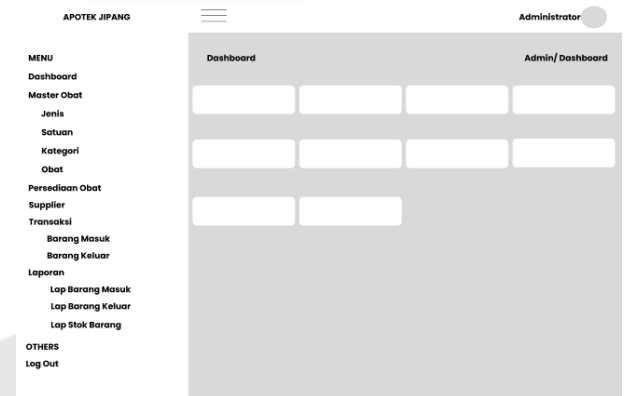 APOTEK JIPANG
Administrator
MENU
Dashboard
Master Obat
Jenis
Satuan
Kategori
Obat
Persediaan Obat
Supplier
Transaksi
Barang Masuk
Barang Keluar
Laporan
Lap Barang Masuk
Lap Barang Keluar
Lap Stok Barang
OTHERS
Log Out
Dashboard
Admin/ Dashboard